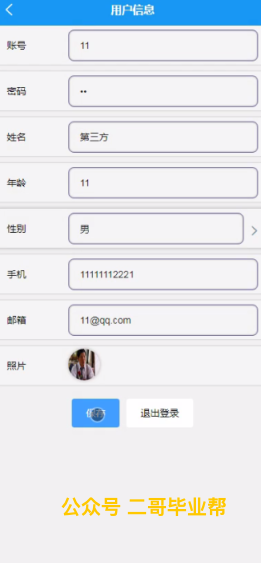 用户信息
账号 11
密码 ••
姓名 第三方
年龄 11
性别 男
手机 11111112221
邮箱 11@qq.com
照片
退出登录
公众号 二哥毕业帮